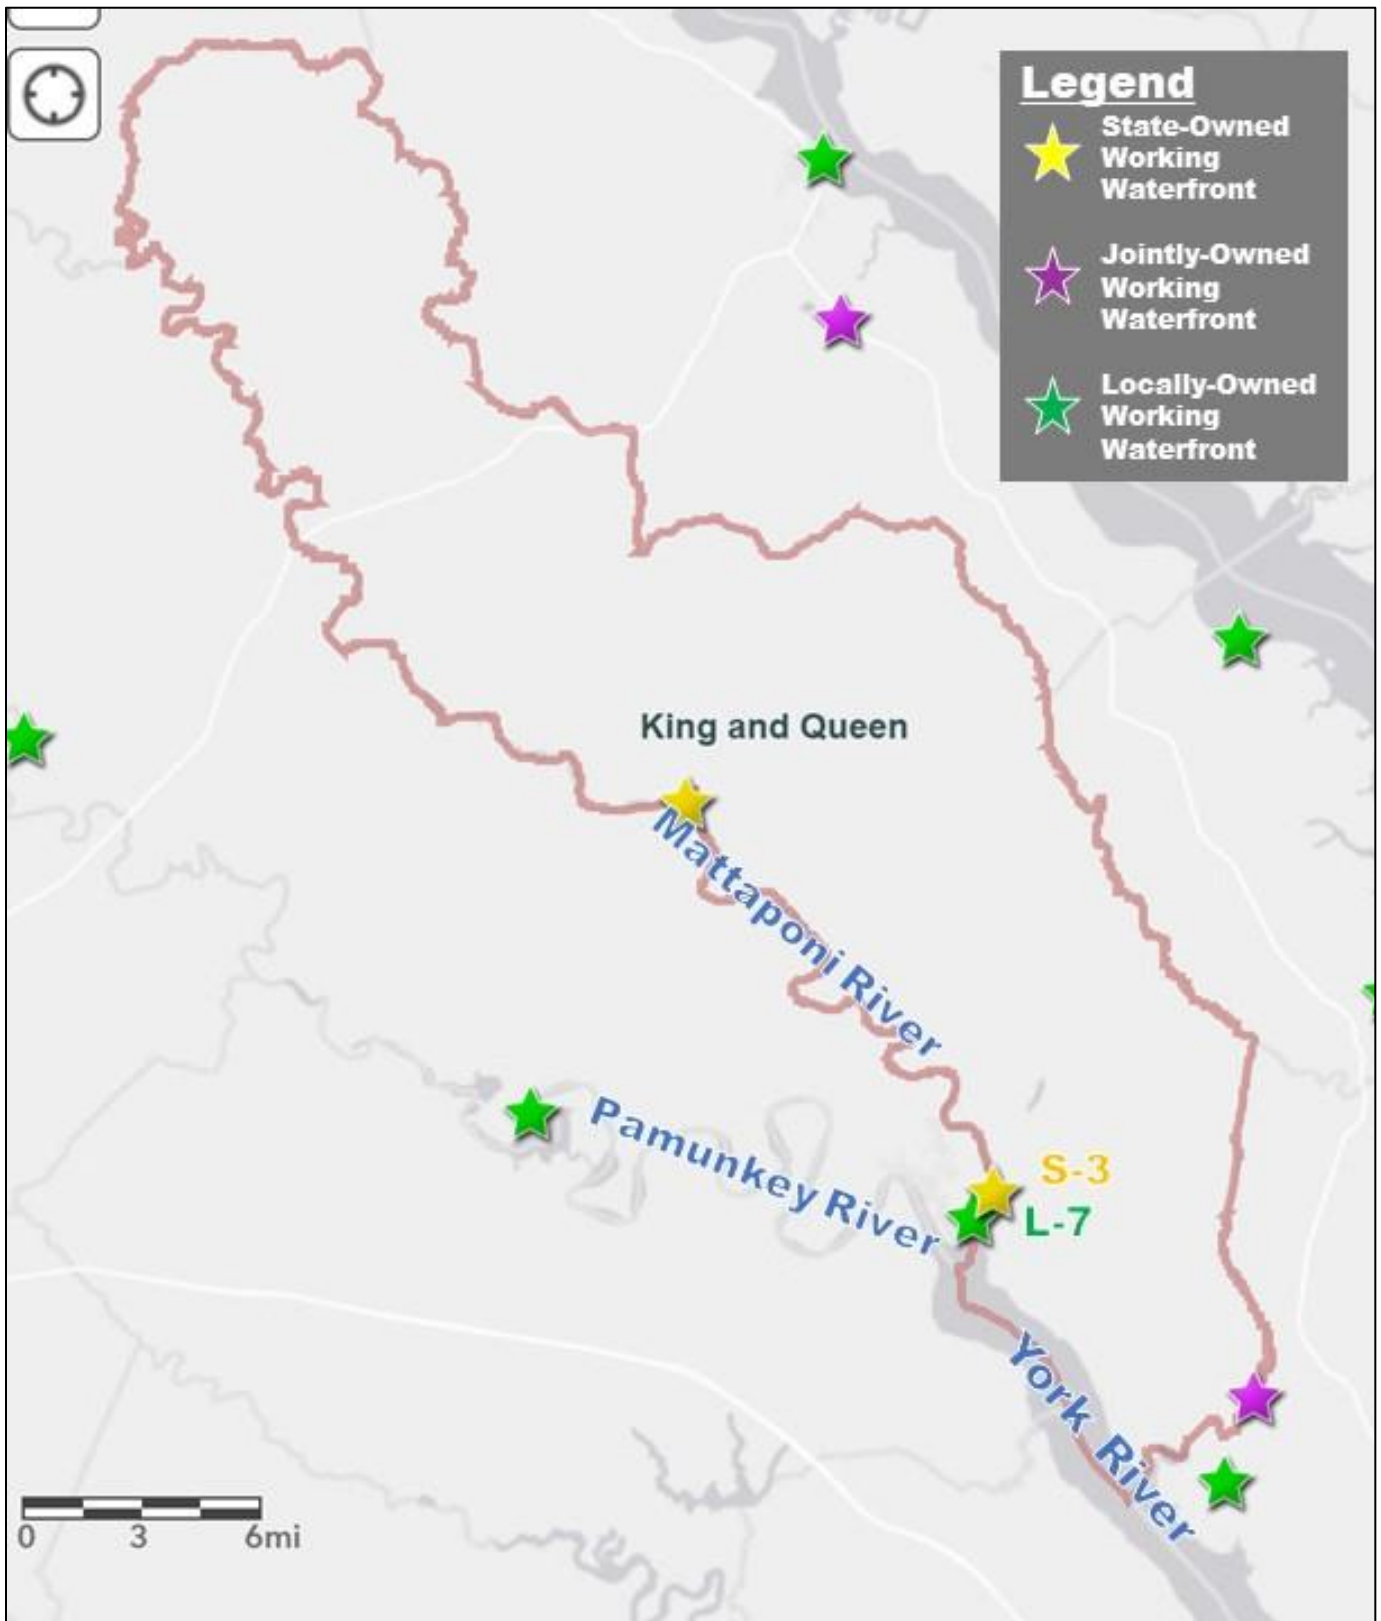 Legend
State-Owned
Working
Waterfront
Jointly-Owned
Working
Waterfront
Locally-Owned
Working
Waterfront
King and Queen
Mattaponi River
Pamunkey River
S-3
L-7
York River
0 3 6mi